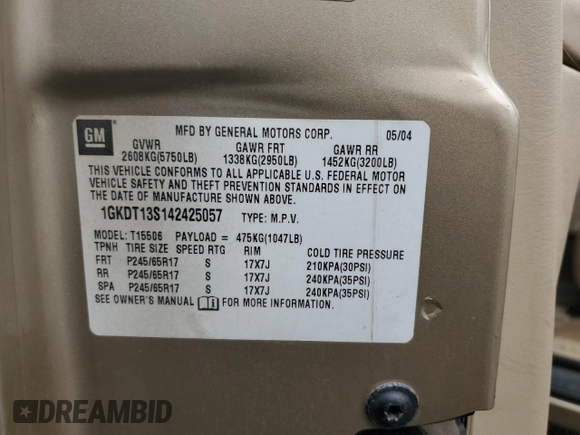 GM
MFD BY GENERAL MOTORS CORP.
05/04
GVWR GAWR FRT GAWR RR
2608KG(5750LB) 1338KG(2950LB) 1452KG(3200LB)
THIS VEHICLE CONFORMS TO ALL APPLICABLE U.S. FEDERAL MOTOR
VEHICLE SAFETY AND THEFT PREVENTION STANDARDS IN EFFECT ON
THE DATE OF MANUFACTURE SHOWN ABOVE.
1GKDT13S142425057 TYPE: M.P.V.
MODEL: T15506 PAYLOAD = 475KG(1047LB)
TPNH TIRE SIZE SPEED RTG RIM COLD TIRE PRESSURE
FRT P245/65R17 S 17X7J 210KPA(30PSI)
RR P245/65R17 S 17X7J 240KPA(35PSI)
SPA P245/65R17 S 17X7J 240KPA(35PSI)
SEE OWNER'S MANUAL FOR MORE INFORMATION.
DREAMBID